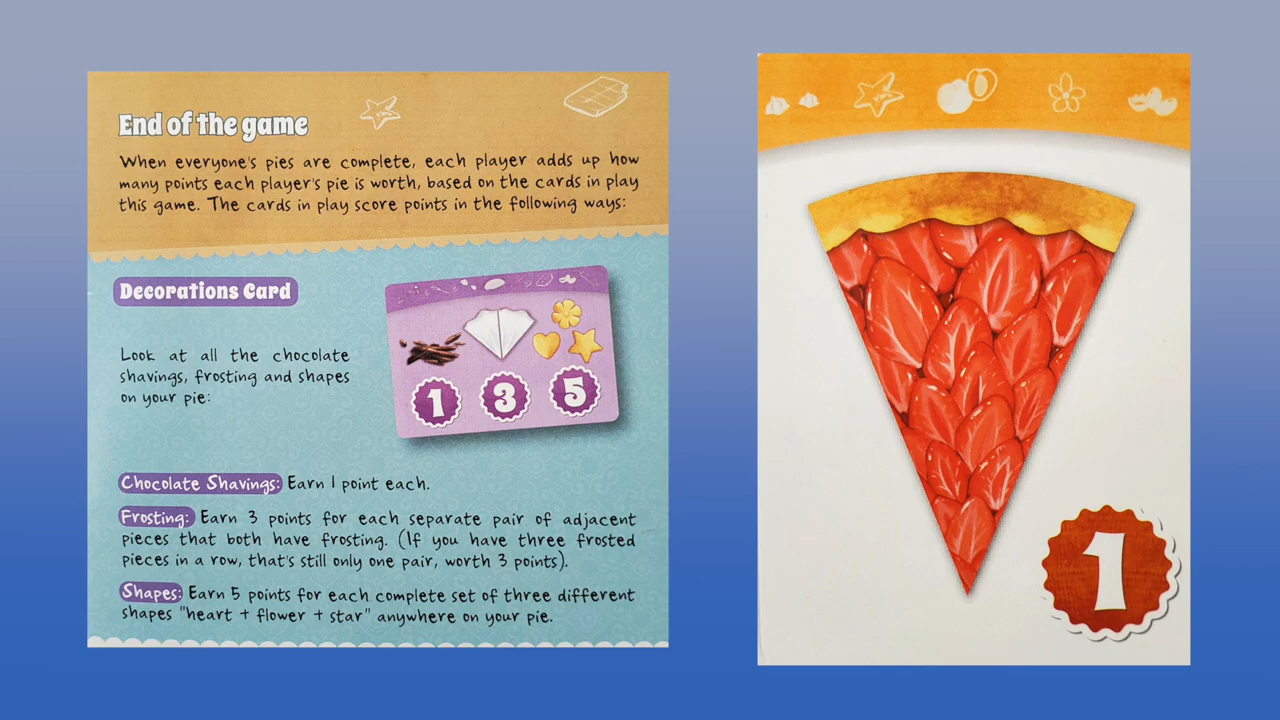 End of the game
When everyone's pies are complete, each player adds up how
many points each player's pie is worth, based on the cards in play
this game. The cards in play score points in the following ways:
Decorations Card
Look at all the chocolate
shavings, frosting and shapes
on your pie:
1 3 5
Chocolate Shavings: Earn 1 point each.
Frosting: Earn 3 points for each separate pair of adjacent
pieces that both have frosting. (If you have three frosted
pieces in a row, that's still only one pair, worth 3 points).
Shapes: Earn 5 points for each complete set of three different
shapes "heart + flower + star" anywhere on your pie.
1